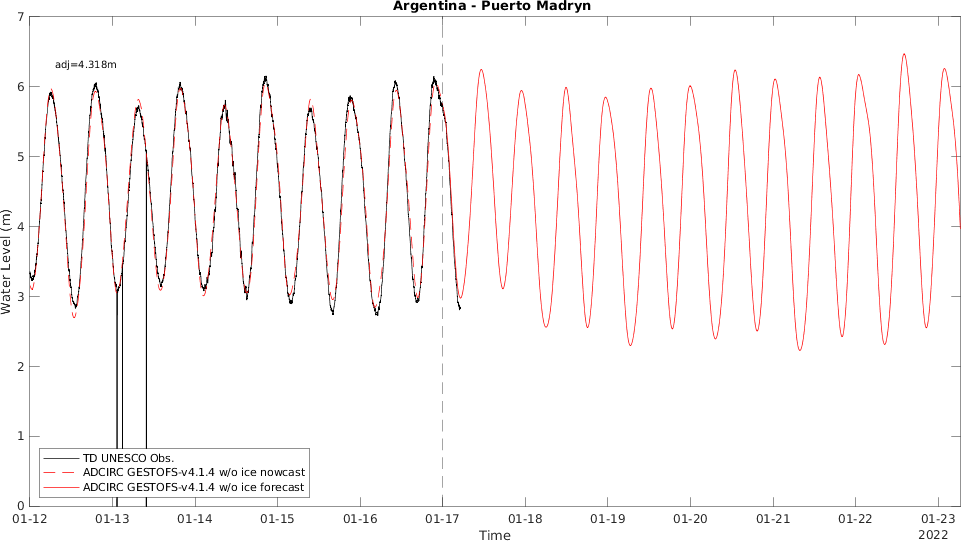 Argentina - Puerto Madryn
adj=4.318m
7
6
5
4
3
2
1
0
Water Level (m)
TD UNESCO Obs.
ADCIRC GESTOFS-v4.1.4 w/o ice nowcast
ADCIRC GESTOFS-v4.1.4 w/o ice forecast
01-12 01-13 01-14 01-15 01-16 01-17 01-18 01-19 01-20 01-21 01-22 01-23
Time
2022